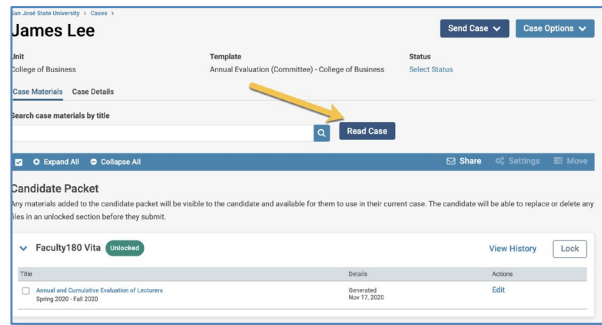 San José State University > Cases >
James Lee
Send Case
Case Options
Unit
Template
Status
College of Business
Annual Evaluation (Committee) - College of Business
Select Status
Case Materials
Case Details
Search case materials by title
Read Case
Expand All
Collapse All
Share
Settings
Move
Candidate Packet
Any materials added to the candidate packet will be visible to the candidate and available for them to use in their current case. The candidate will be able to replace or delete any
files in an unlocked section before they submit.
Faculty180 Vita
Unlocked
View History
Lock
Title
Details
Actions
Annual and Cumulative Evaluation of Lecturers
Generated
Edit
Spring 2020 - Fall 2020
Nov 17, 2020